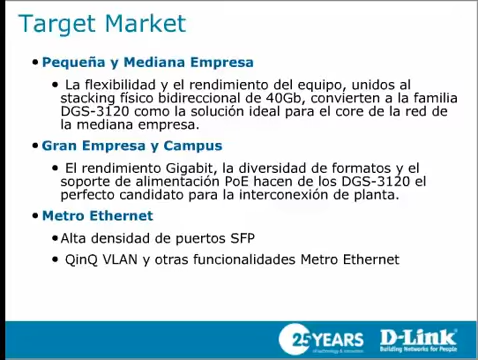 Target Market
• Pequeña y Mediana Empresa
• La flexibilidad y el rendimiento del equipo, unidos al
stacking físico bidireccional de 40Gb, convierten a la familia
DGS-3120 como la solución ideal para el core de la red de
la mediana empresa.
• Gran Empresa y Campus
• El rendimiento Gigabit, la diversidad de formatos y el
soporte de alimentación PoE hacen de los DGS-3120 el
perfecto candidato para la interconexión de planta.
• Metro Ethernet
• Alta densidad de puertos SFP
• QinQ VLAN y otras funcionalidades Metro Ethernet
25 YEARS
D-Link
Building Networks for People